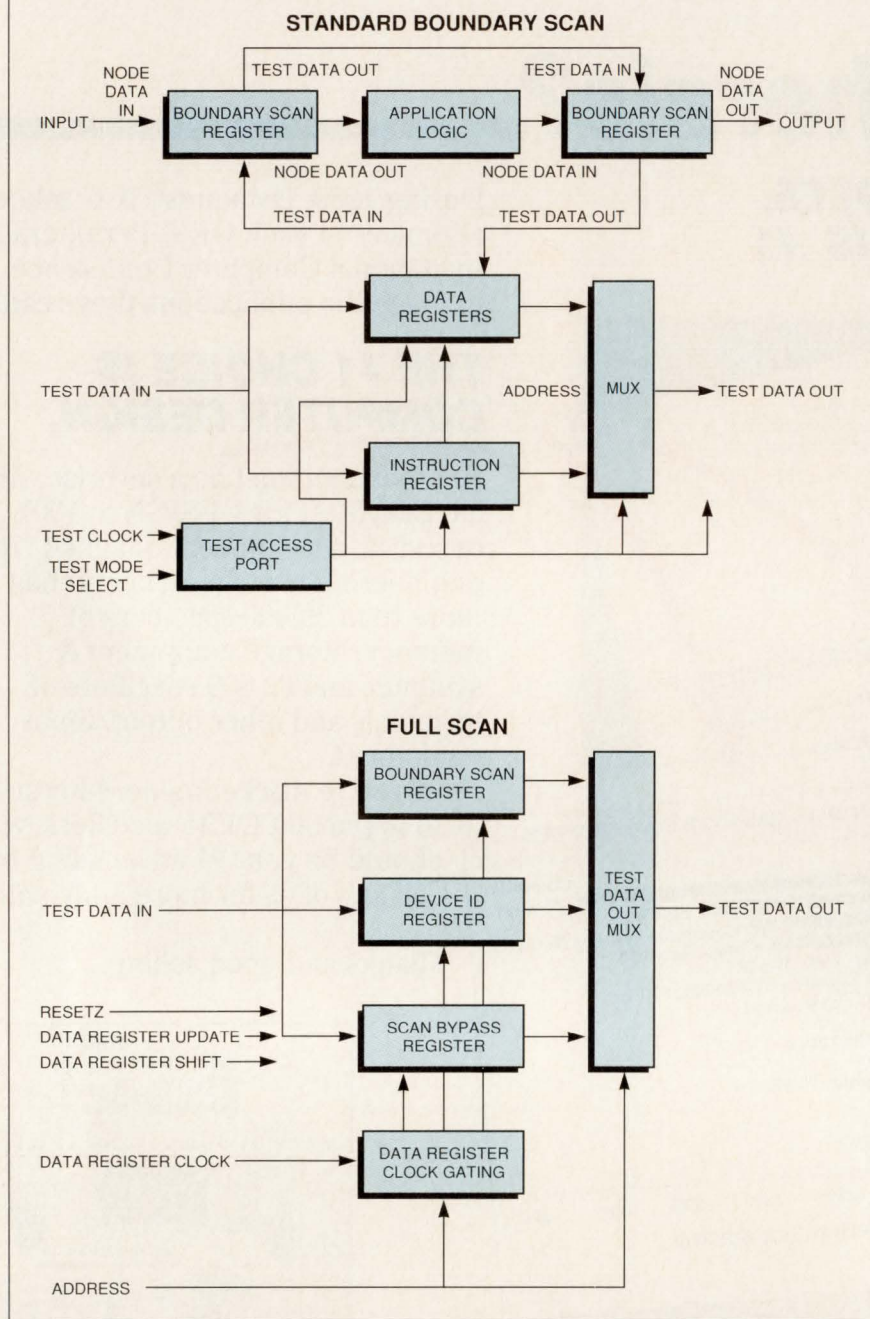 STANDARD BOUNDARY SCAN
NODE
DATA
IN
TEST DATA OUT
TEST DATA IN
NODE
DATA
OUT
INPUT
BOUNDARY SCAN
REGISTER
APPLICATION
LOGIC
BOUNDARY SCAN
REGISTER
OUTPUT
NODE DATA OUT
NODE DATA IN
TEST DATA IN
TEST DATA OUT
DATA
REGISTERS
TEST DATA IN
ADDRESS
MUX
TEST DATA OUT
INSTRUCTION
REGISTER
TEST CLOCK
TEST MODE
SELECT
TEST ACCESS
PORT
FULL SCAN
BOUNDARY SCAN
REGISTER
TEST DATA IN
DEVICE ID
REGISTER
TEST
DATA
OUT
MUX
TEST DATA OUT
RESETZ
DATA REGISTER UPDATE
DATA REGISTER SHIFT
SCAN BYPASS
REGISTER
DATA REGISTER CLOCK
DATA REGISTER
CLOCK GATING
ADDRESS